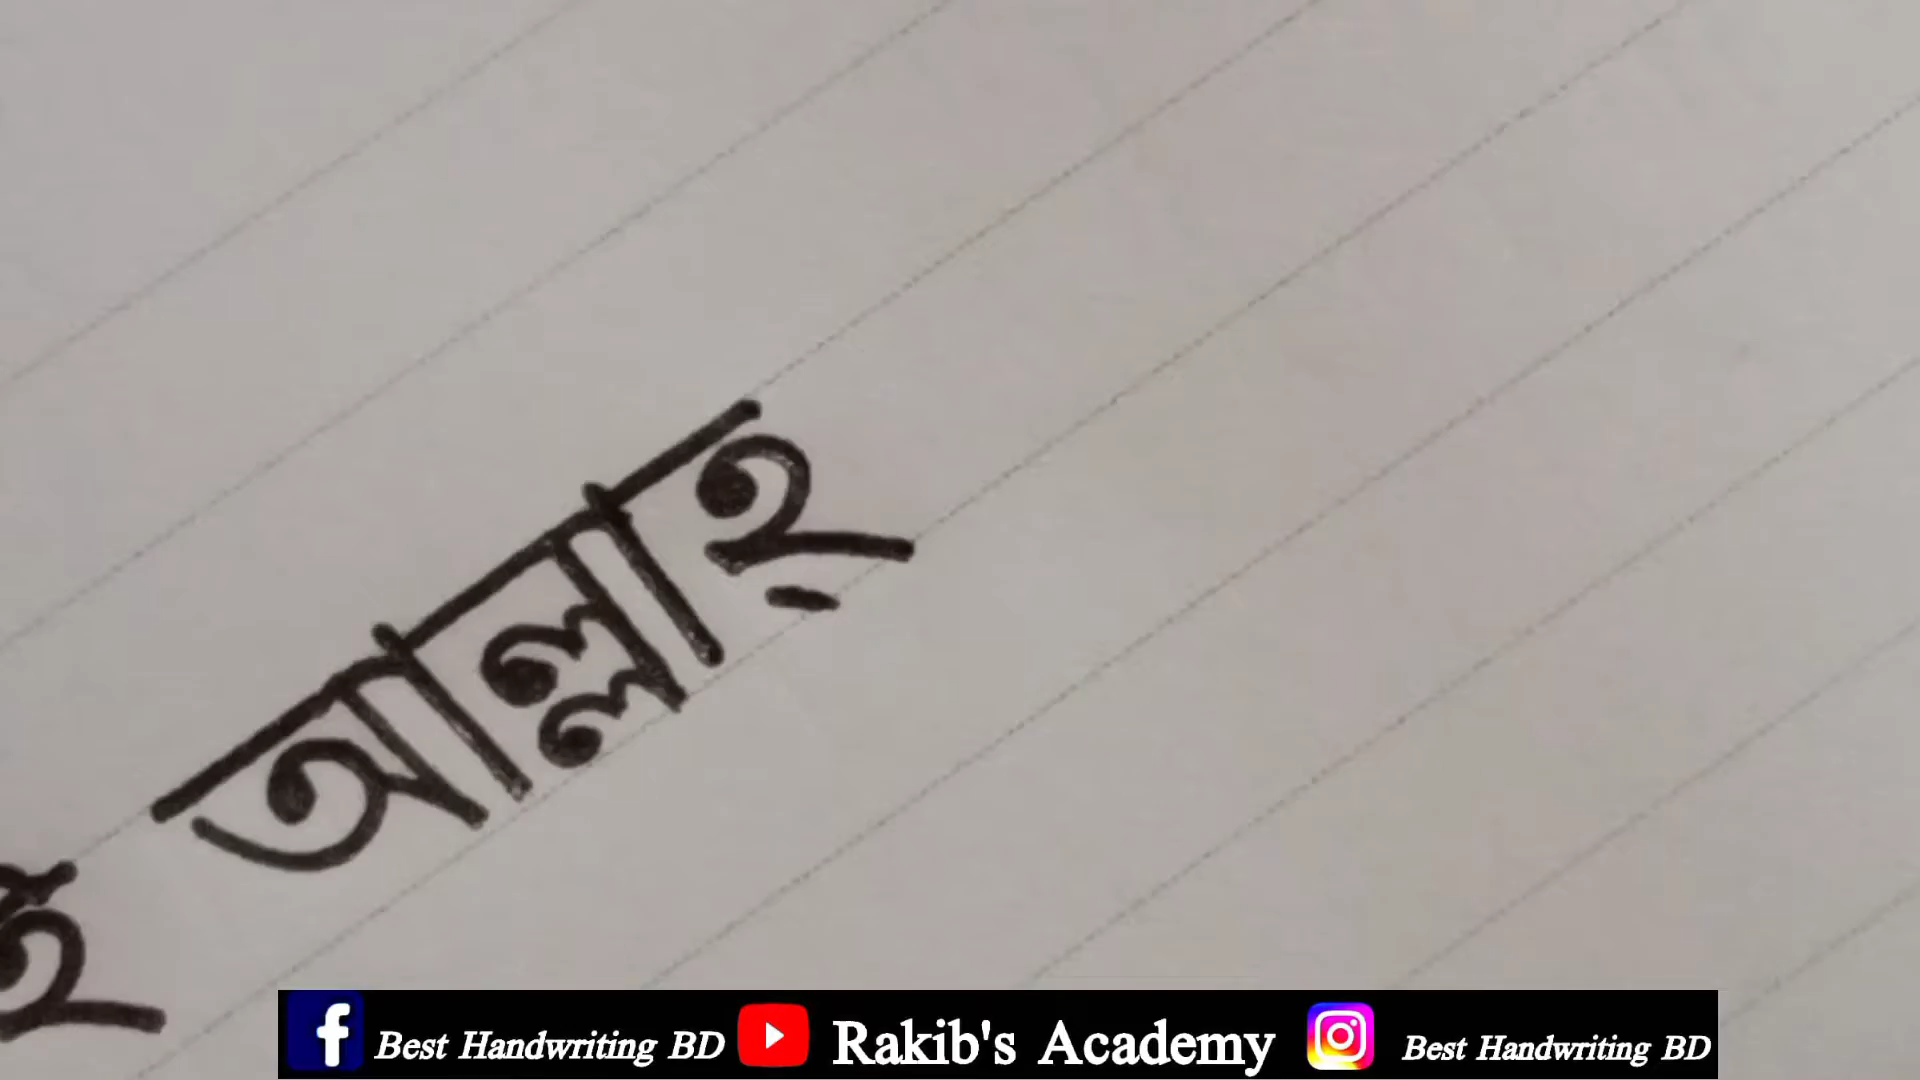 আল্লাহ্
Best Handwriting BD Rakib's Academy Best Handwriting BD